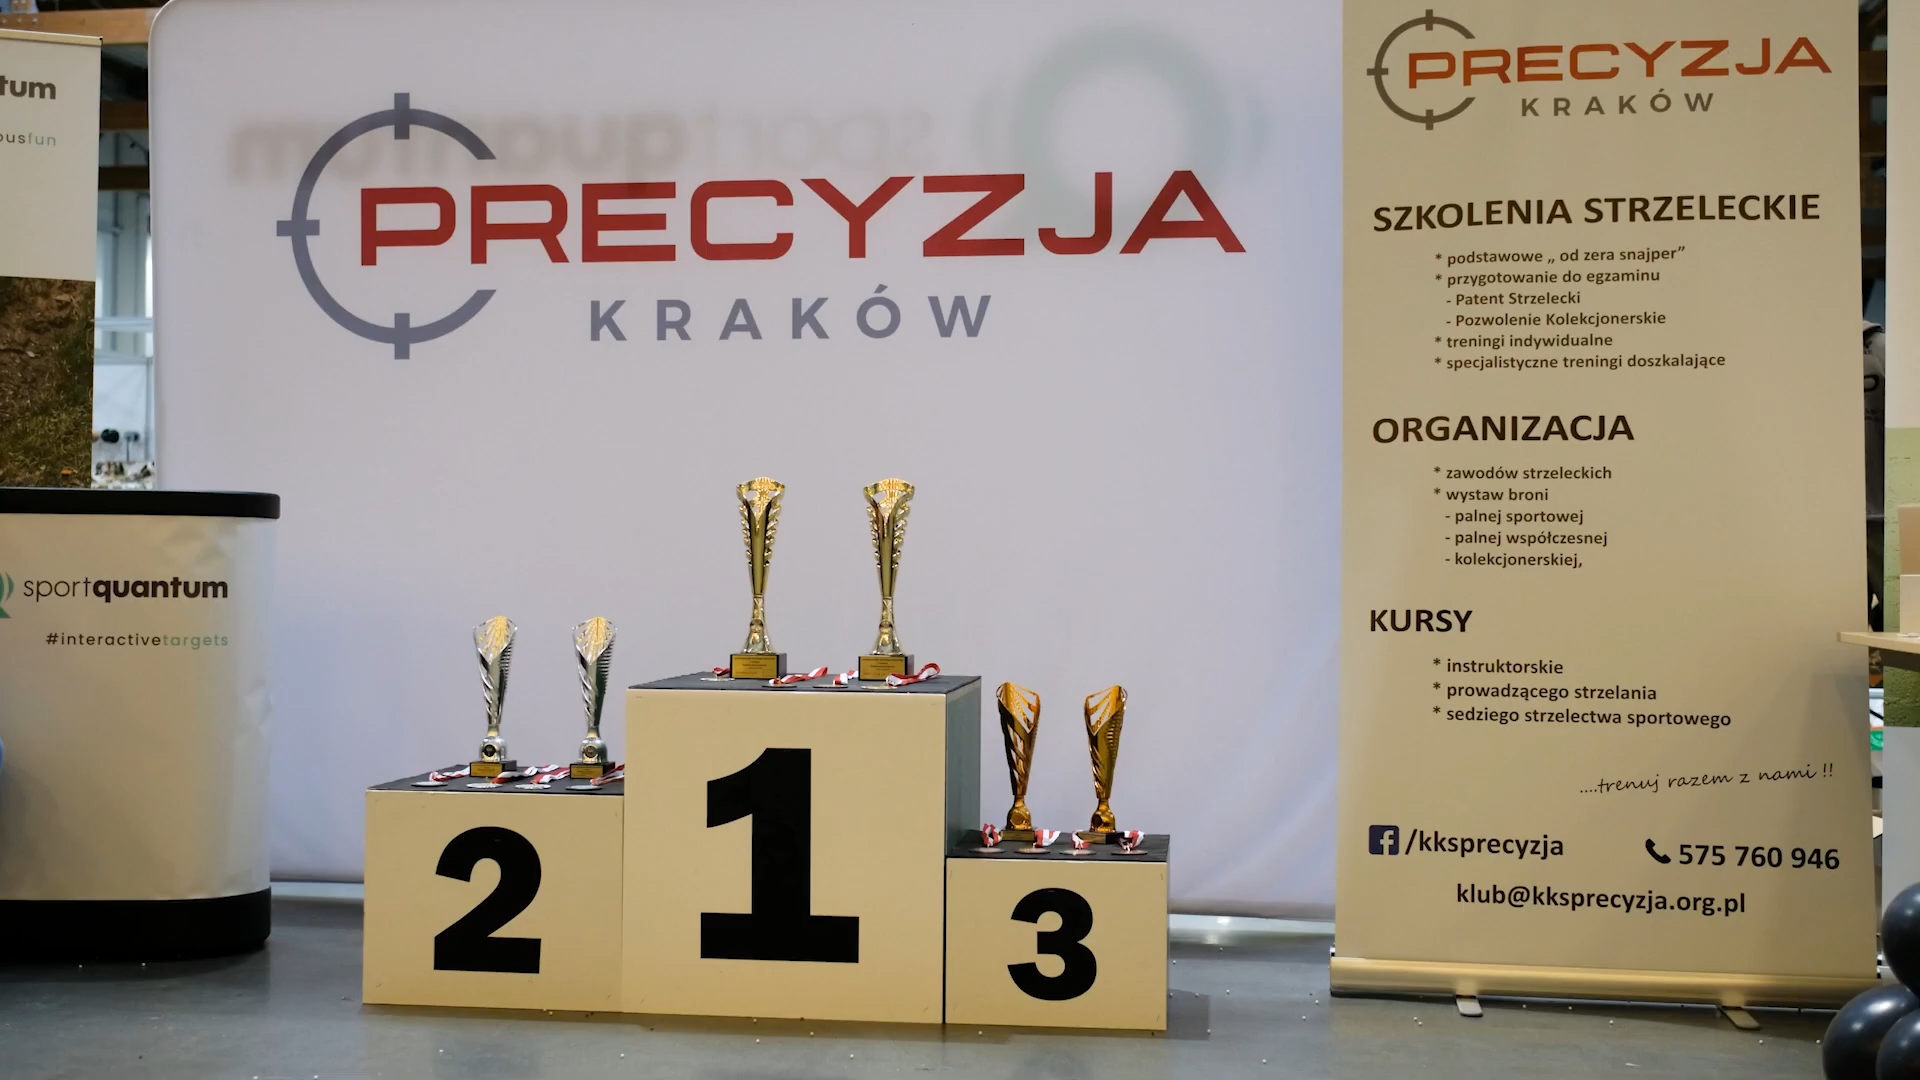 tum
ousfun
sportquantum
#interactivetargets
sportquantum
PRECYZJA
KRAKÓW
2
1
3
PRECYZJA
KRAKÓW
SZKOLENIA STRZELECKIE
* podstawowe „ od zera snajper”
* przygotowanie do egzaminu
- Patent Strzelecki
- Pozwolenie Kolekcjonerskie
* treningi indywidualne
* specjalistyczne treningi doszkalające
ORGANIZACJA
* zawodów strzeleckich
* wystaw broni
- palnej sportowej
- palnej współczesnej
- kolekcjonerskiej,
KURSY
* instruktorskie
* prowadzącego strzelania
* sedziego strzelectwa sportowego
....trenuj razem z nami !!
/kksprecyzja
575 760 946
klub@kksprecyzja.org.pl